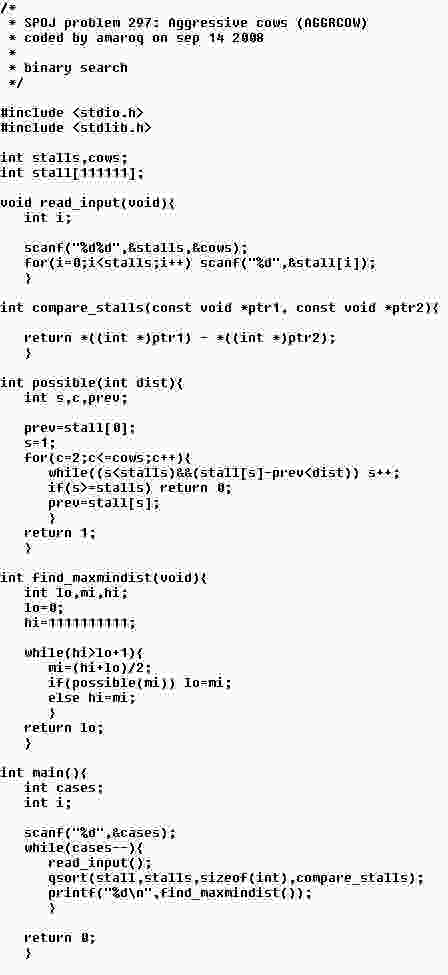 /*
 * SPOJ problem 297: Aggressive cows (AGGRCOW)
 * coded by amaroq on sep 14 2008
 *
 * binary search
 */

#include <stdio.h>
#include <stdlib.h>

int stalls,cows;
int stall[111111];

void read_input(void){
   int i;

   scanf("%d%d",&stalls,&cows);
   for(i=0;i<stalls;i++) scanf("%d",&stall[i]);
   }

int compare_stalls(const void *ptr1, const void *ptr2){

   return *((int *)ptr1) - *((int *)ptr2);
   }

int possible(int dist){
   int s,c,prev;

   prev=stall[0];
   s=1;
   for(c=2;c<=cows;c++){
      while((s<stalls)&&(stall[s]-prev<dist)) s++;
      if(s>=stalls) return 0;
      prev=stall[s];
      }
   return 1;
   }

int find_maxmindist(void){
   int lo,mi,hi;
   lo=0;
   hi=1111111111;

   while(hi>lo+1){
      mi=(hi+lo)/2;
      if(possible(mi)) lo=mi;
      else hi=mi;
      }
   return lo;
   }

int main(){
   int cases;
   int i;

   scanf("%d",&cases);
   while(cases--){
      read_input();
      qsort(stall,stalls,sizeof(int),compare_stalls);
      printf("%d\n",find_maxmindist());
      }

   return 0;
   }